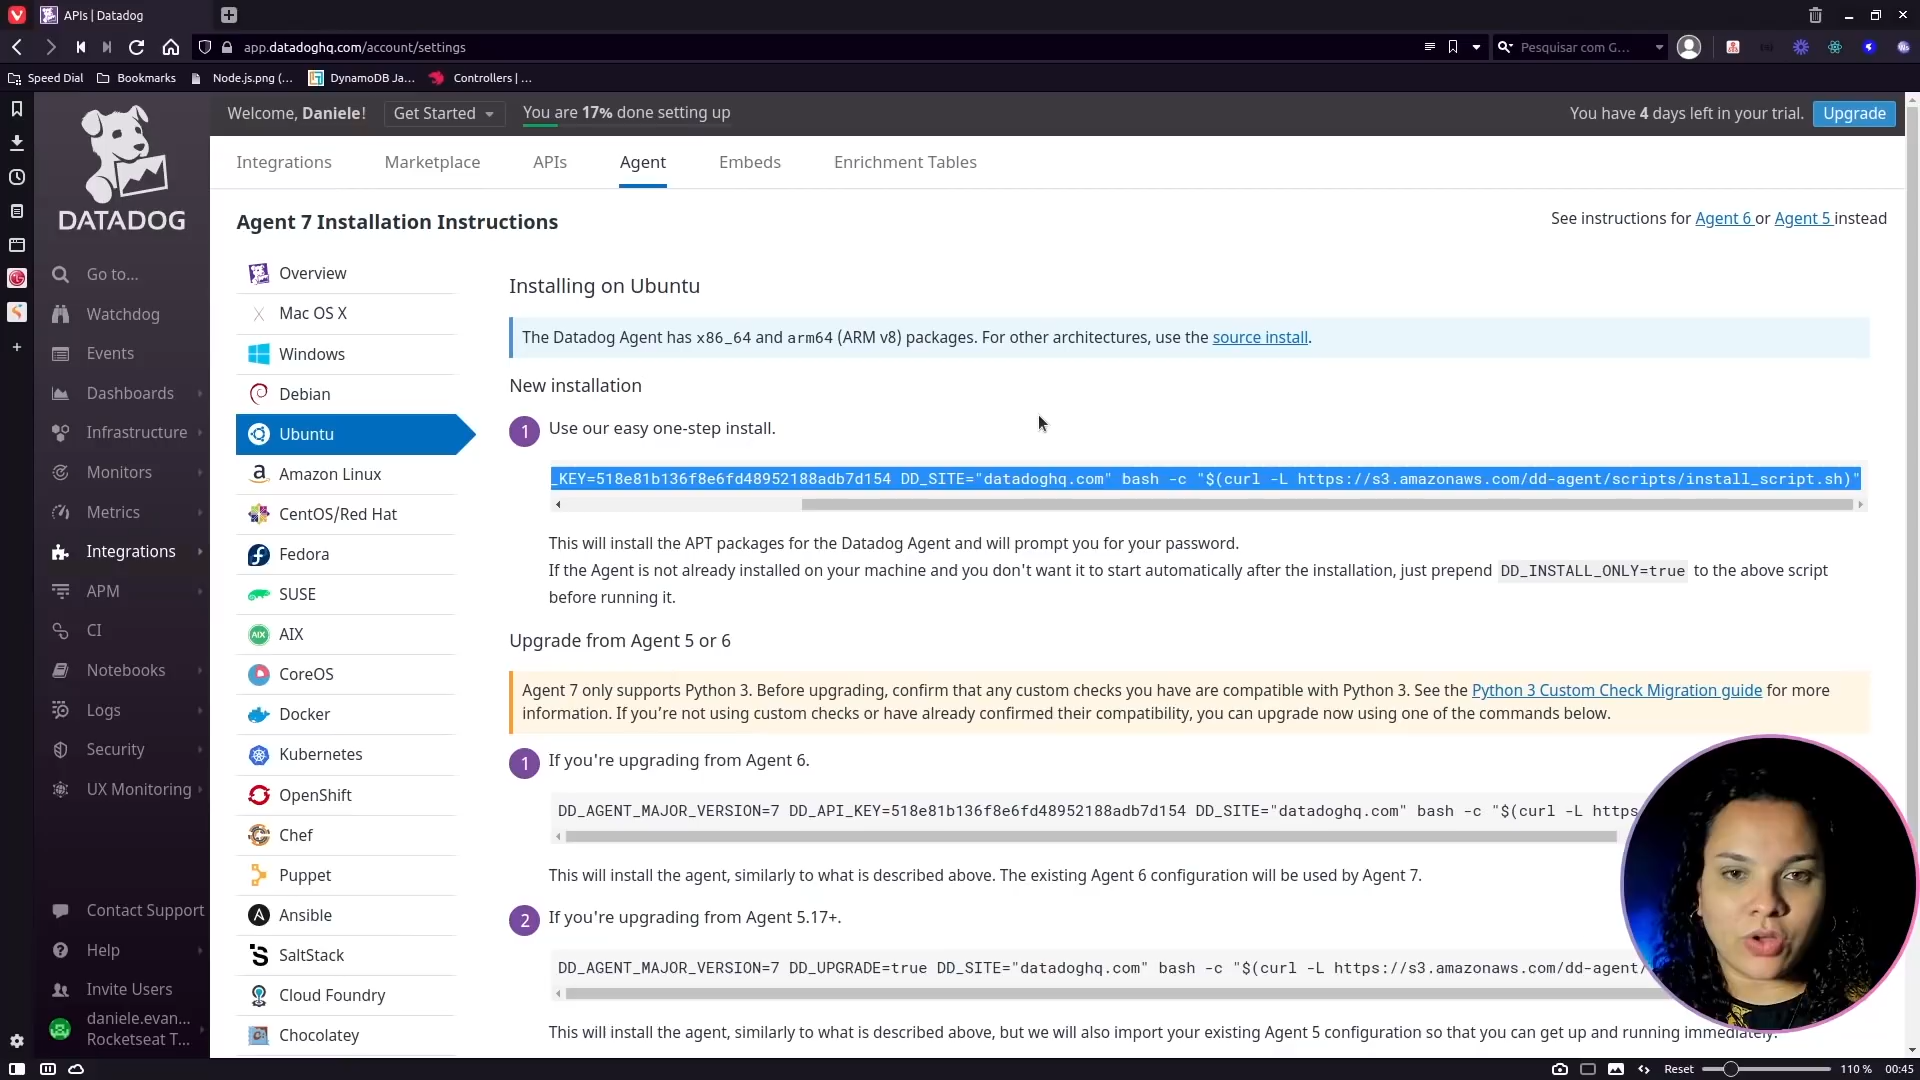 APIs | Datadog
app.datadoghq.com/account/settings
Pesquisar com G...
Speed Dial
Bookmarks
Node.js.png (...
DynamoDB Ja...
Controllers | ...
Welcome, Daniele!
Get Started
You are 17% done setting up
You have 4 days left in your trial.
Upgrade
DATADOG
Go to...
Watchdog
Events
Dashboards
Infrastructure
Monitors
Metrics
Integrations
APM
CI
Notebooks
Logs
Security
UX Monitoring
Contact Support
Help
Invite Users
daniele.evan...
Rocketseat T...
Integrations
Marketplace
APIs
Agent
Embeds
Enrichment Tables
Agent 7 Installation Instructions
See instructions for Agent 6 or Agent 5 instead
Overview
Mac OS X
Windows
Debian
Ubuntu
Amazon Linux
CentOS/Red Hat
Fedora
SUSE
AIX
AIX
CoreOS
Docker
Kubernetes
OpenShift
Chef
Puppet
Ansible
SaltStack
Cloud Foundry
Chocolatey
Installing on Ubuntu
The Datadog Agent has x86_64 and arm64 (ARM v8) packages. For other architectures, use the source install.
New installation
1 Use our easy one-step install.
_KEY=518e81b136f8e6fd48952188adb7d154 DD_SITE="datadoghq.com" bash -c "$(curl -L https://s3.amazonaws.com/dd-agent/scripts/install_script.sh)"
This will install the APT packages for the Datadog Agent and will prompt you for your password.
If the Agent is not already installed on your machine and you don't want it to start automatically after the installation, just prepend DD_INSTALL_ONLY=true to the above script
before running it.
Upgrade from Agent 5 or 6
Agent 7 only supports Python 3. Before upgrading, confirm that any custom checks you have are compatible with Python 3. See the Python 3 Custom Check Migration guide for more
information. If you're not using custom checks or have already confirmed their compatibility, you can upgrade now using one of the commands below.
1 If you're upgrading from Agent 6.
DD_AGENT_MAJOR_VERSION=7 DD_API_KEY=518e81b136f8e6fd48952188adb7d154 DD_SITE="datadoghq.com" bash -c "$(curl -L https
This will install the agent, similarly to what is described above. The existing Agent 6 configuration will be used by Agent 7.
2 If you're upgrading from Agent 5.17+.
DD_AGENT_MAJOR_VERSION=7 DD_UPGRADE=true DD_SITE="datadoghq.com" bash -c "$(curl -L https://s3.amazonaws.com/dd-agent/
This will install the agent, similarly to what is described above, but we will also import your existing Agent 5 configuration so that you can get up and running immediately.
Reset
110 %
00:45